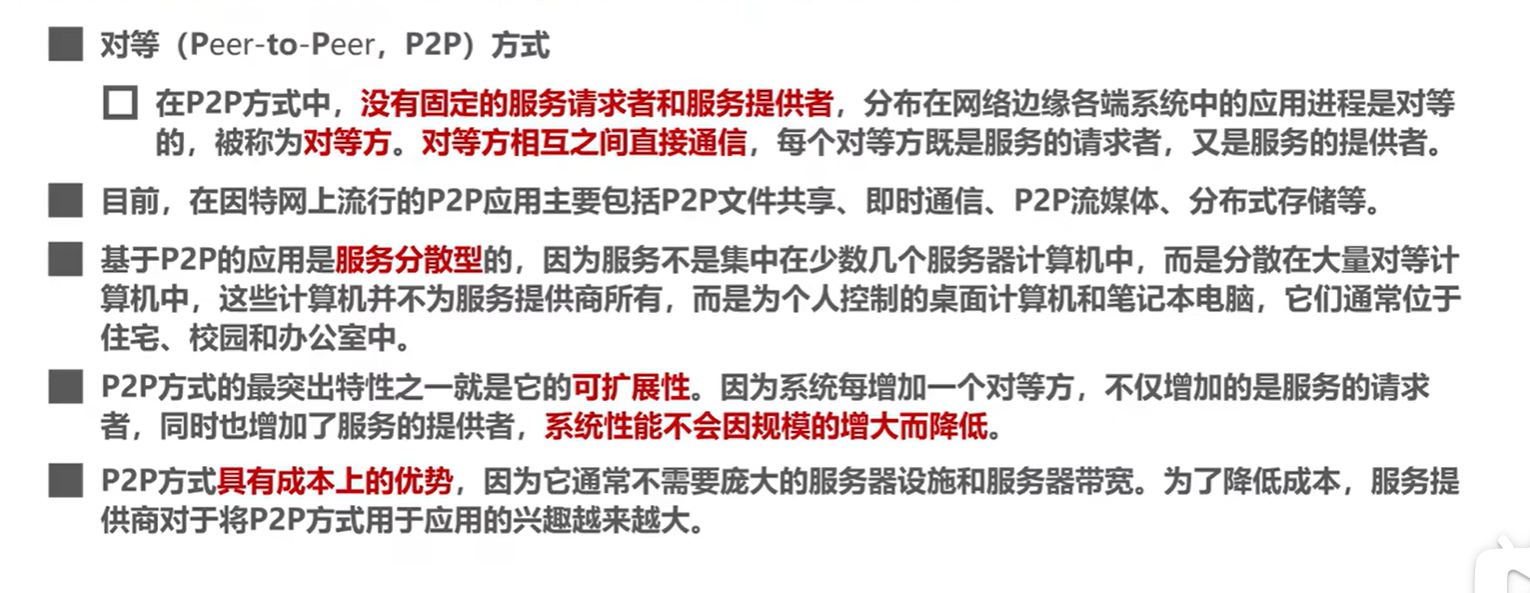 对等（Peer-to-Peer，P2P）方式
在P2P方式中，没有固定的服务请求者和服务提供者，分布在网络边缘各端系统中的应用进程是对等
的，被称为对等方。对等方相互之间直接通信，每个对等方既是服务的请求者，又是服务的提供者。
目前，在因特网上流行的P2P应用主要包括P2P文件共享、即时通信、P2P流媒体、分布式存储等。
基于P2P的应用是服务分散型的，因为服务不是集中在少数几个服务器计算机中，而是分散在大量对等计
算机中，这些计算机并不为服务提供商所有，而是为个人控制的桌面计算机和笔记本电脑，它们通常位于
住宅、校园和办公室中。
P2P方式的最突出特性之一就是它的可扩展性。因为系统每增加一个对等方，不仅增加的是服务的请求
者，同时也增加了服务的提供者，系统性能不会因规模的增大而降低。
P2P方式具有成本上的优势，因为它通常不需要庞大的服务器设施和服务器带宽。为了降低成本，服务提
供商对于将P2P方式用于应用的兴趣越来越大。